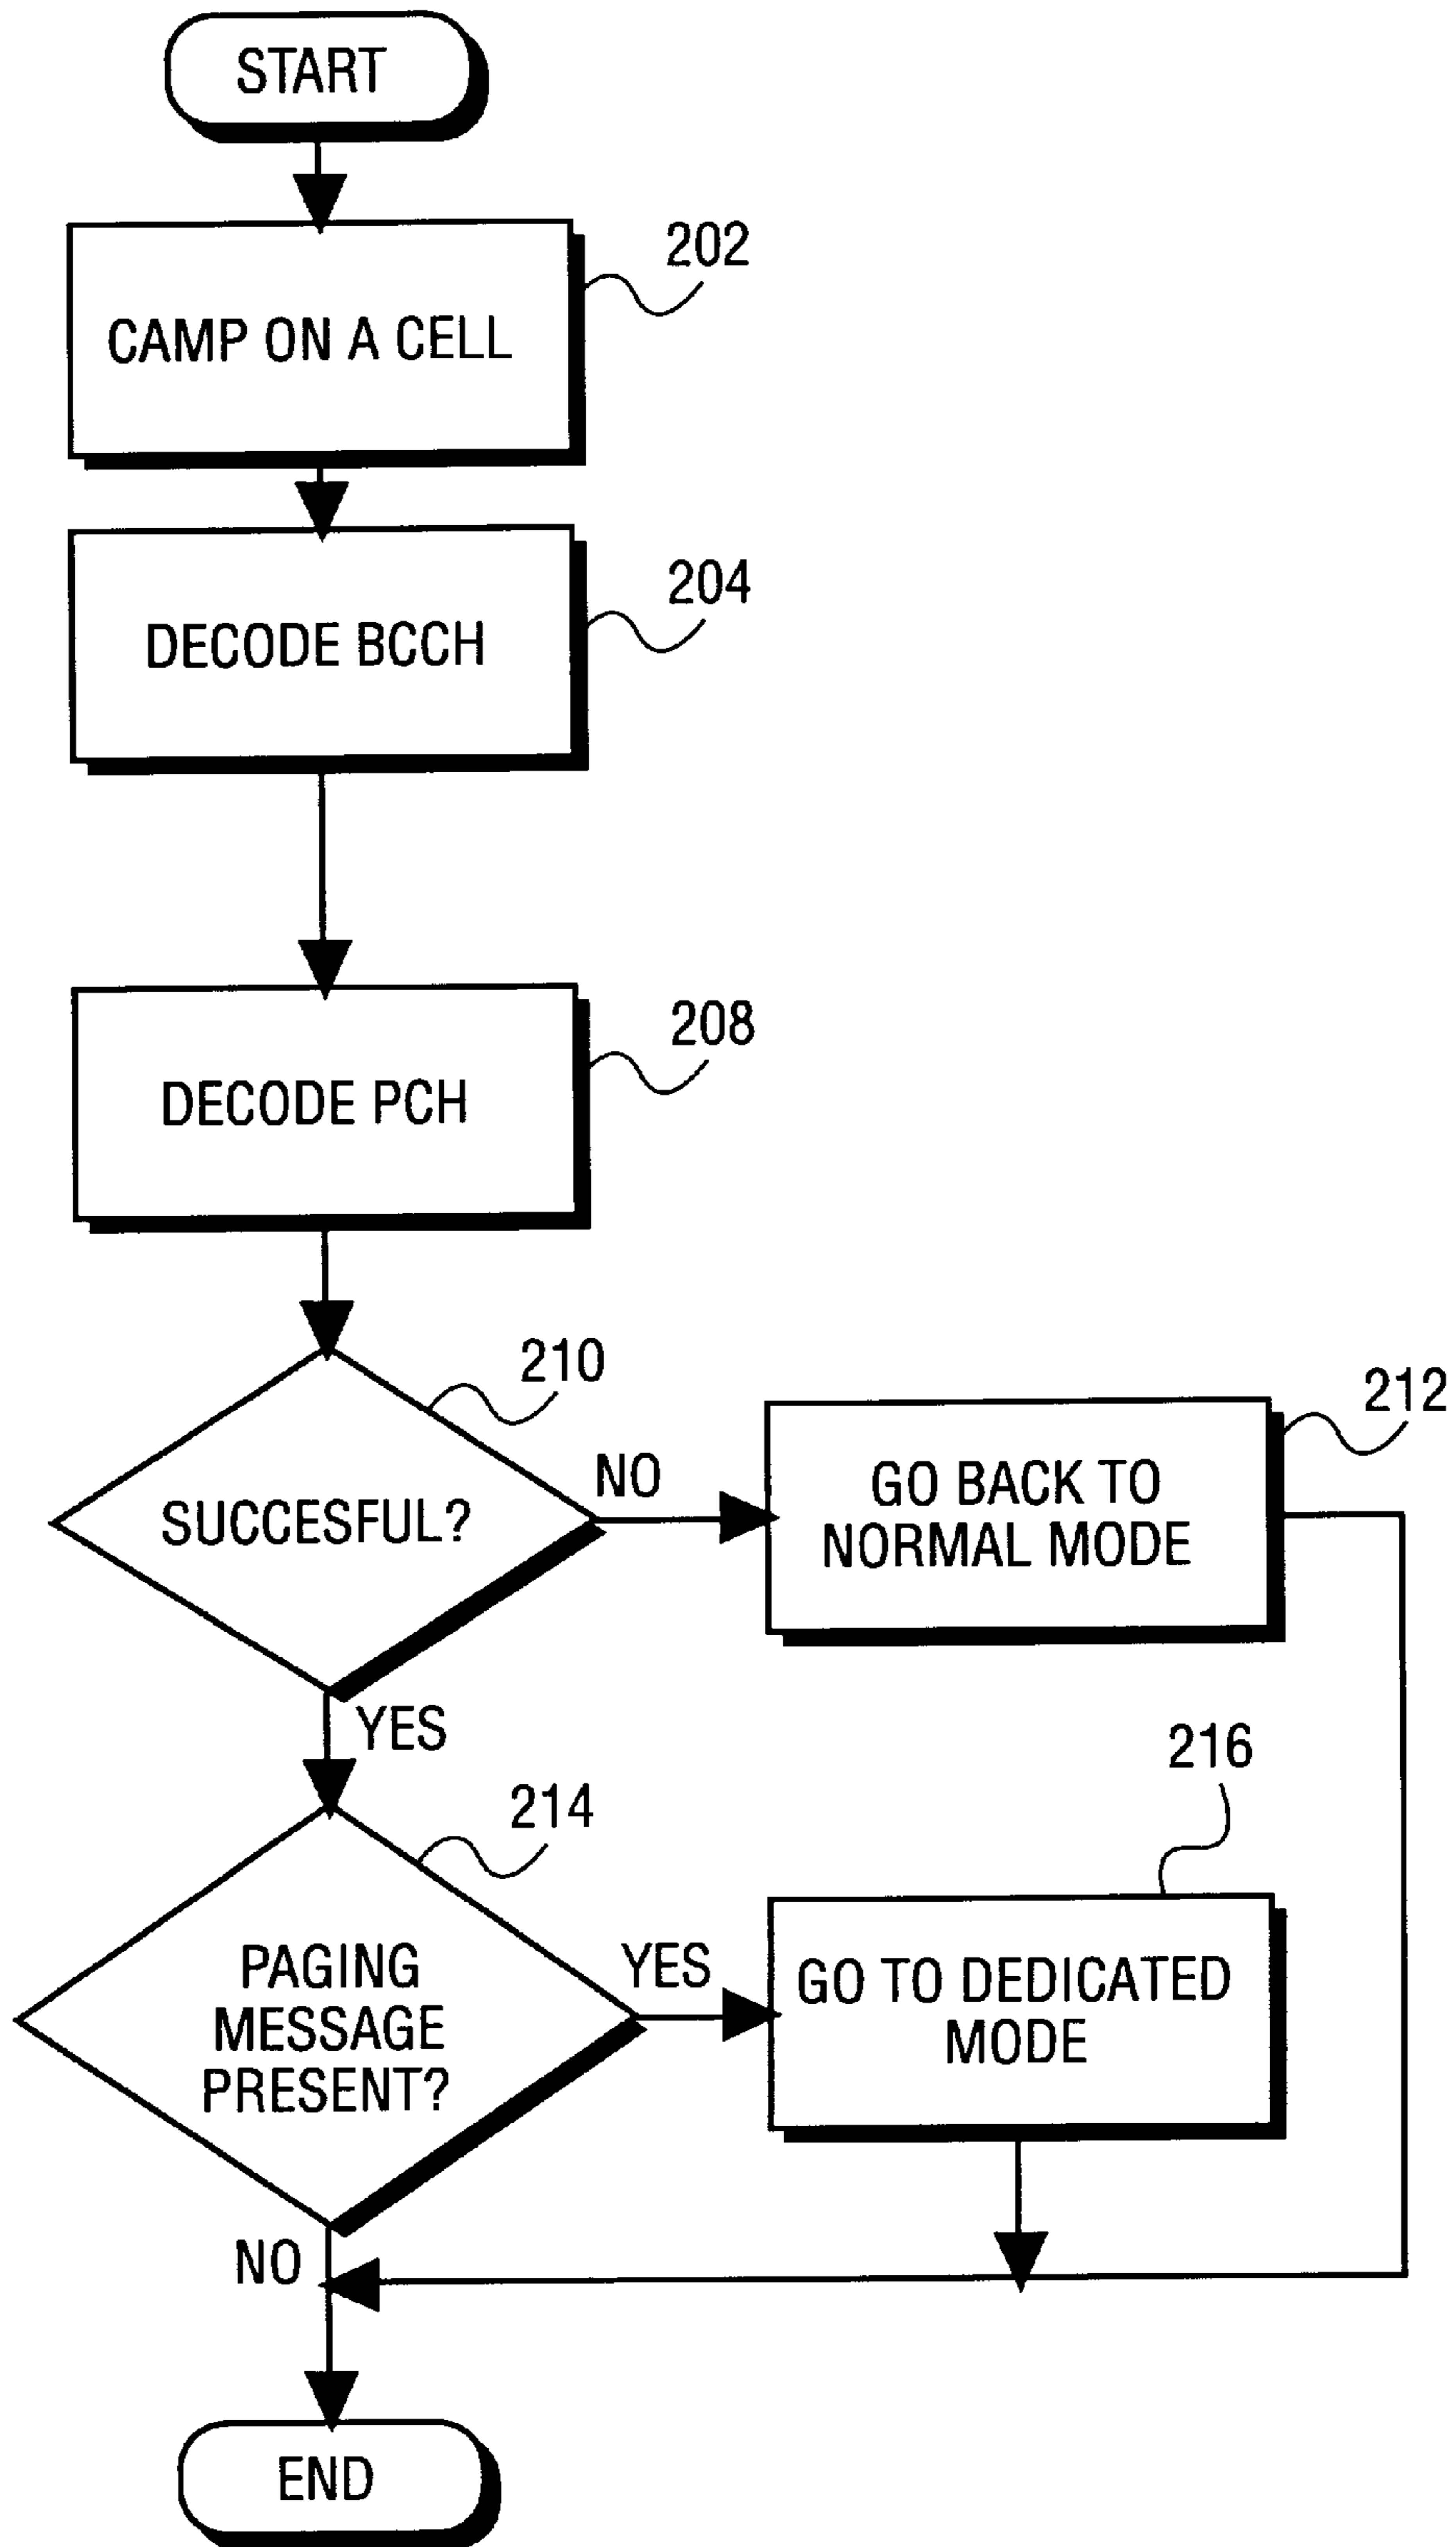 START
202
CAMP ON A CELL
204
DECODE BCCH
208
DECODE PCH
210
SUCCESFUL?
NO
212
GO BACK TO
NORMAL MODE
YES
214
PAGING
MESSAGE
PRESENT?
YES
216
GO TO DEDICATED
MODE
NO
END